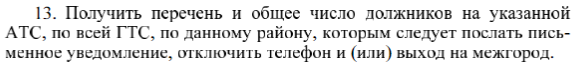 13. Получить перечень и общее число должников на указанной
АТС, по всей ГТС, по данному району, которым следует послать пись-
менное уведомление, отключить телефон и (или) выход на межгород.